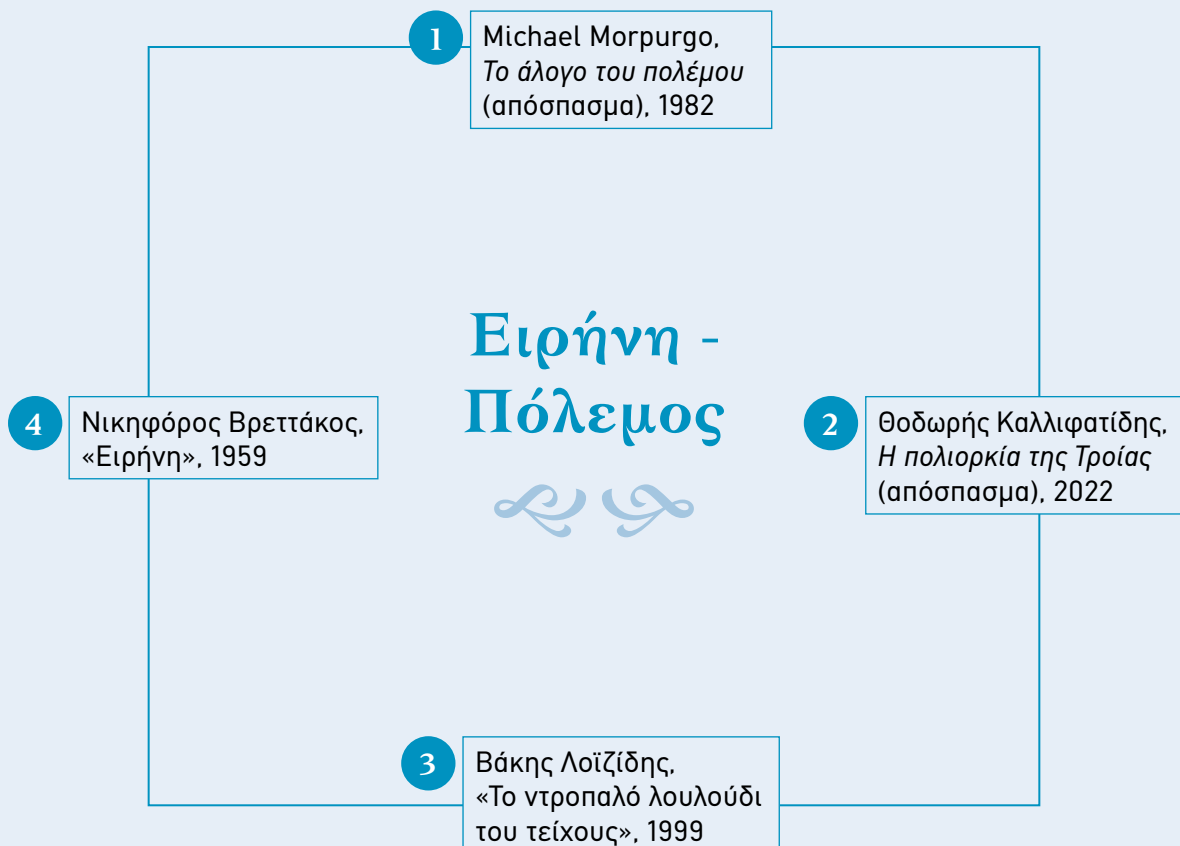 1
Michael Morpurgo,
Το άλογο του πολέμου
(απόσπασμα), 1982
Ειρήνη -
Πόλεμος
2
Θοδωρής Καλλιφατίδης,
Η πολιορκία της Τροίας
(απόσπασμα), 2022
3
Βάκης Λοϊζίδης,
«Το ντροπαλό λουλούδι
του τείχους», 1999
4
Νικηφόρος Βρεττάκος,
«Ειρήνη», 1959